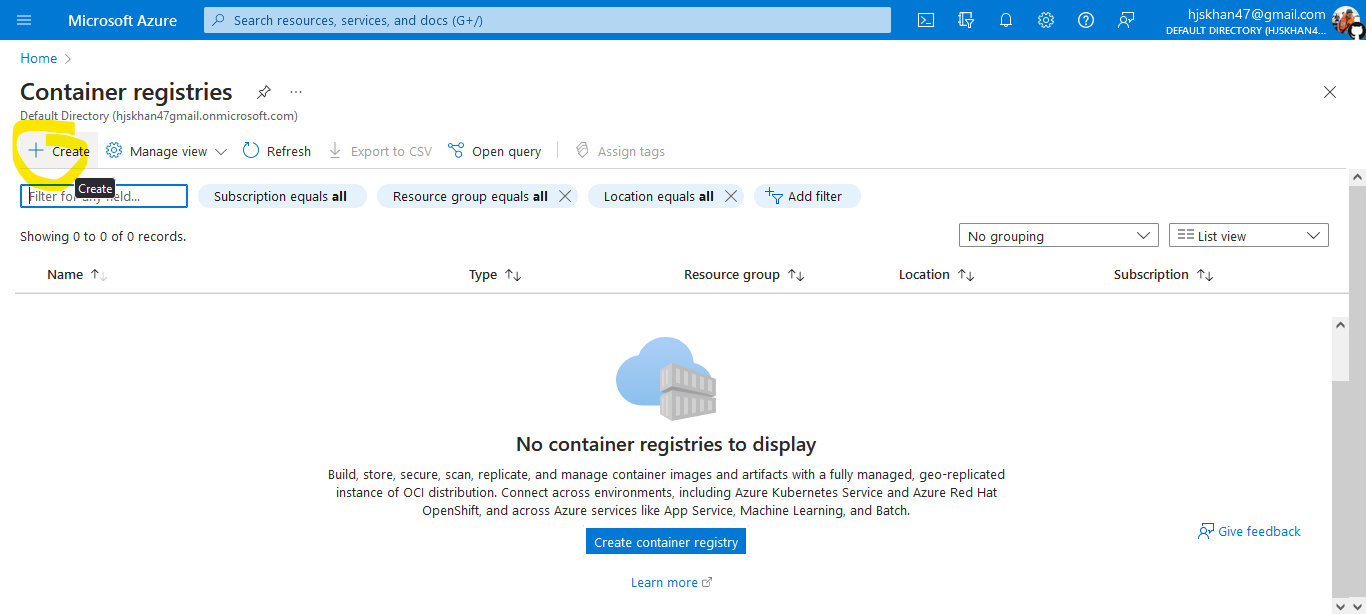 Microsoft Azure
Search resources, services, and docs (G+/)
hjskhan47@gmail.com
DEFAULT DIRECTORY (HJSKHAN4...
Home
Container registries
Default Directory (hjskhan47gmail.onmicrosoft.com)
Create Manage view Refresh Export to CSV Open query Assign tags
Create
Filter for any field... Subscription equals all Resource group equals all Location equals all Add filter
Showing 0 to 0 of 0 records.
No grouping List view
Name Type Resource group Location Subscription
No container registries to display
Build, store, secure, scan, replicate, and manage container images and artifacts with a fully managed, geo-replicated
instance of OCI distribution. Connect across environments, including Azure Kubernetes Service and Azure Red Hat
OpenShift, and across Azure services like App Service, Machine Learning, and Batch.
Give feedback
Create container registry
Learn more